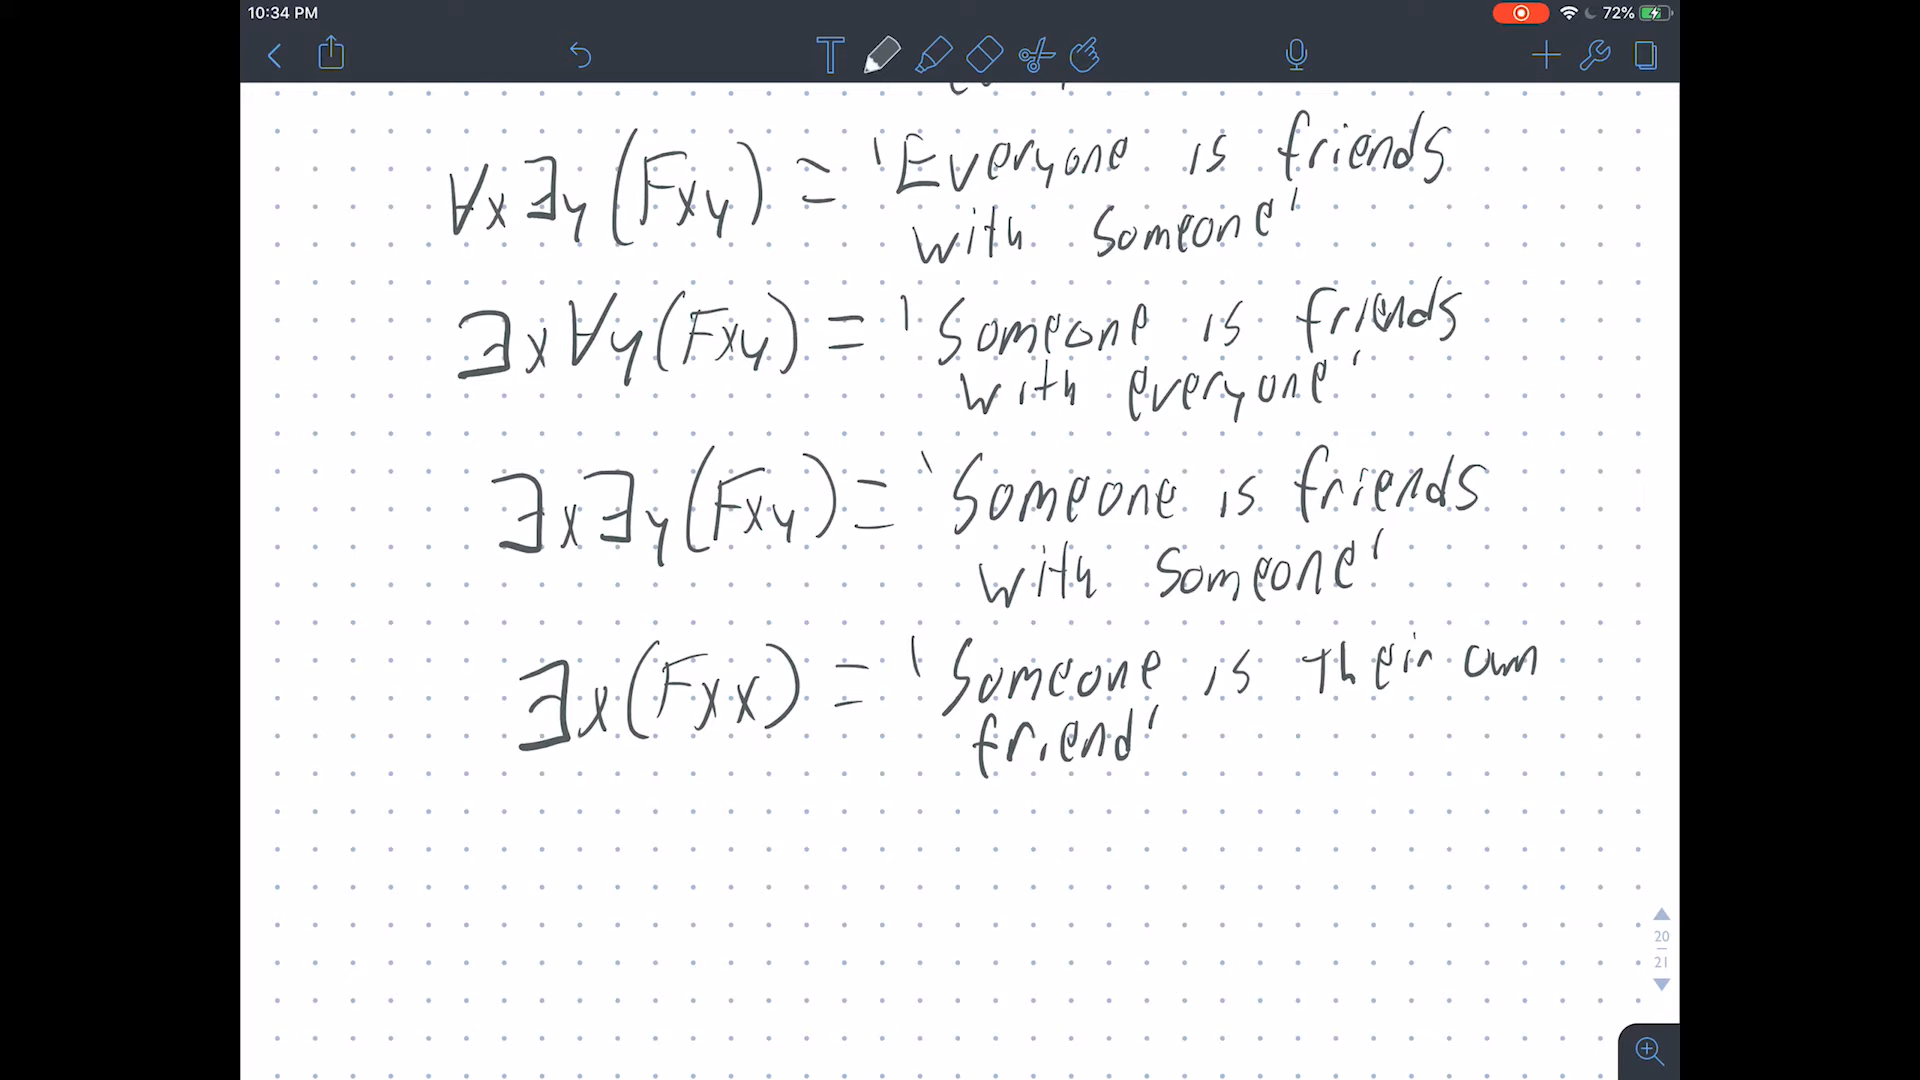 10:34 PM
72%
T
∀x∃y(Fxy) = 'Everyone is friends
with someone'
∃x∀y(Fxy) = 'Someone is friends
with everyone'
∃x∃y(Fxy) = 'Someone is friends
with someone'
∃x(Fxx) = 'Someone is their own
friend'
20
21